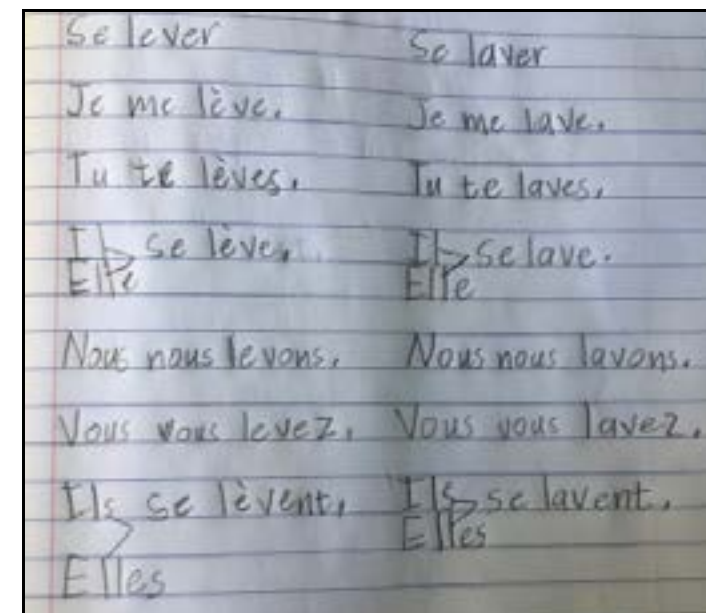 Se lever
Je me lève.
Tu te lèves.
Il se lève.
Elle
Nous nous levons.
Vous vous levez.
Ils se lèvent.
Elles
Se laver
Je me lave.
Tu te laves.
Il se lave.
Elle
Nous nous lavons.
Vous vous lavez.
Ils se lavent.
Elles